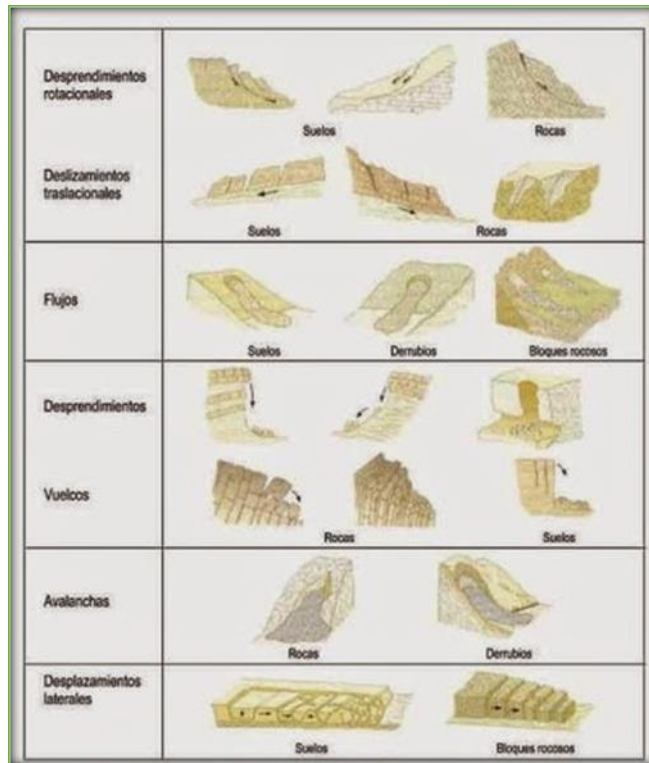 Desprendimientos
rotacionales
Suelos
Rocas
Deslizamientos
traslacionales
Suelos
Rocas
Flujos
Suelos
Derrubios
Bloques rocosos
Desprendimientos
Vuelcos
Rocas
Suelos
Avalanchas
Rocas
Derrubios
Desplazamientos
laterales
Suelos
Bloques rocosos